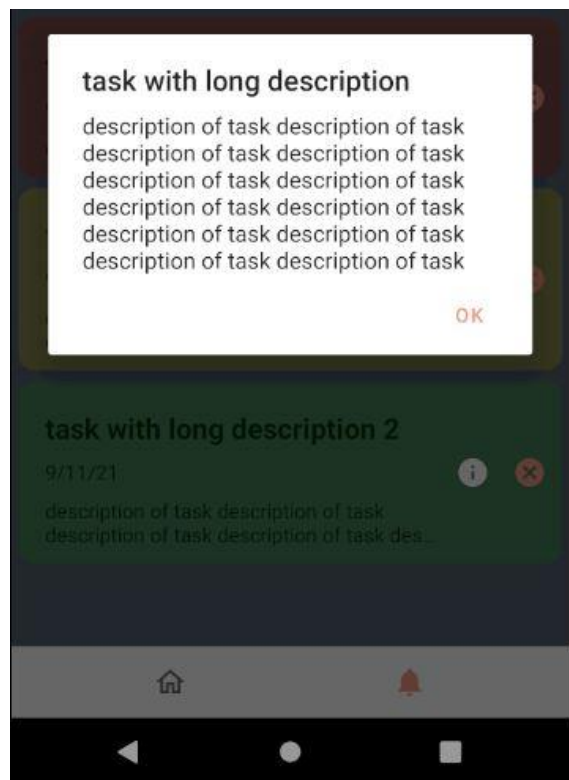 task with long description
description of task description of task
description of task description of task
description of task description of task
description of task description of task
description of task description of task
description of task description of task
OK
task with long description 2
9/11/21
description of task description of task
description of task description of task des...